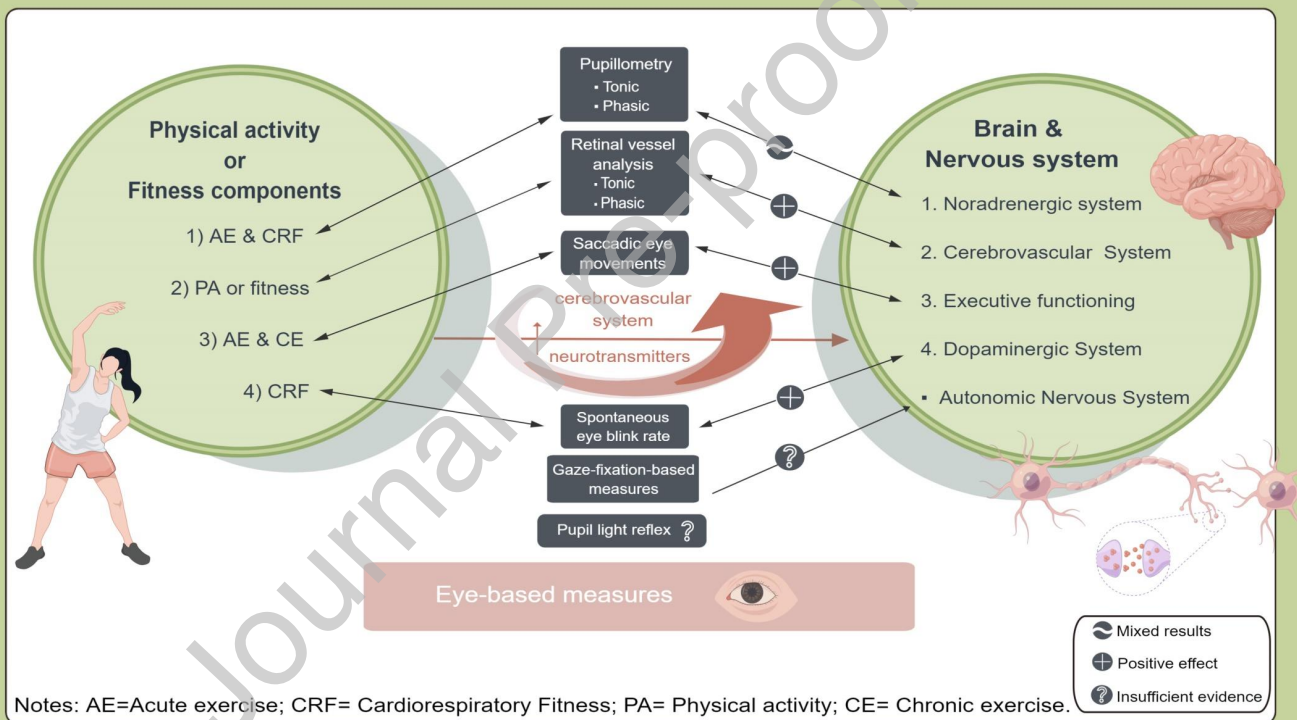 Physical activity
or
Fitness components
1) AE & CRF
2) PA or fitness
3) AE & CE
4) CRF
Pupillometry
▪ Tonic
▪ Phasic
Retinal vessel
analysis
▪ Tonic
▪ Phasic
Saccadic eye
movements
cerebrovascular
system
neurotransmitters
Spontaneous
eye blink rate
Gaze-fixation-based
measures
Pupil light reflex ?
Eye-based measures
Brain &
Nervous system
1. Noradrenergic system
2. Cerebrovascular System
3. Executive functioning
4. Dopaminergic System
▪ Autonomic Nervous System
?
Mixed results
Positive effect
? Insufficient evidence
Notes: AE=Acute exercise; CRF= Cardiorespiratory Fitness; PA= Physical activity; CE= Chronic exercise.
Journal Pre-proof